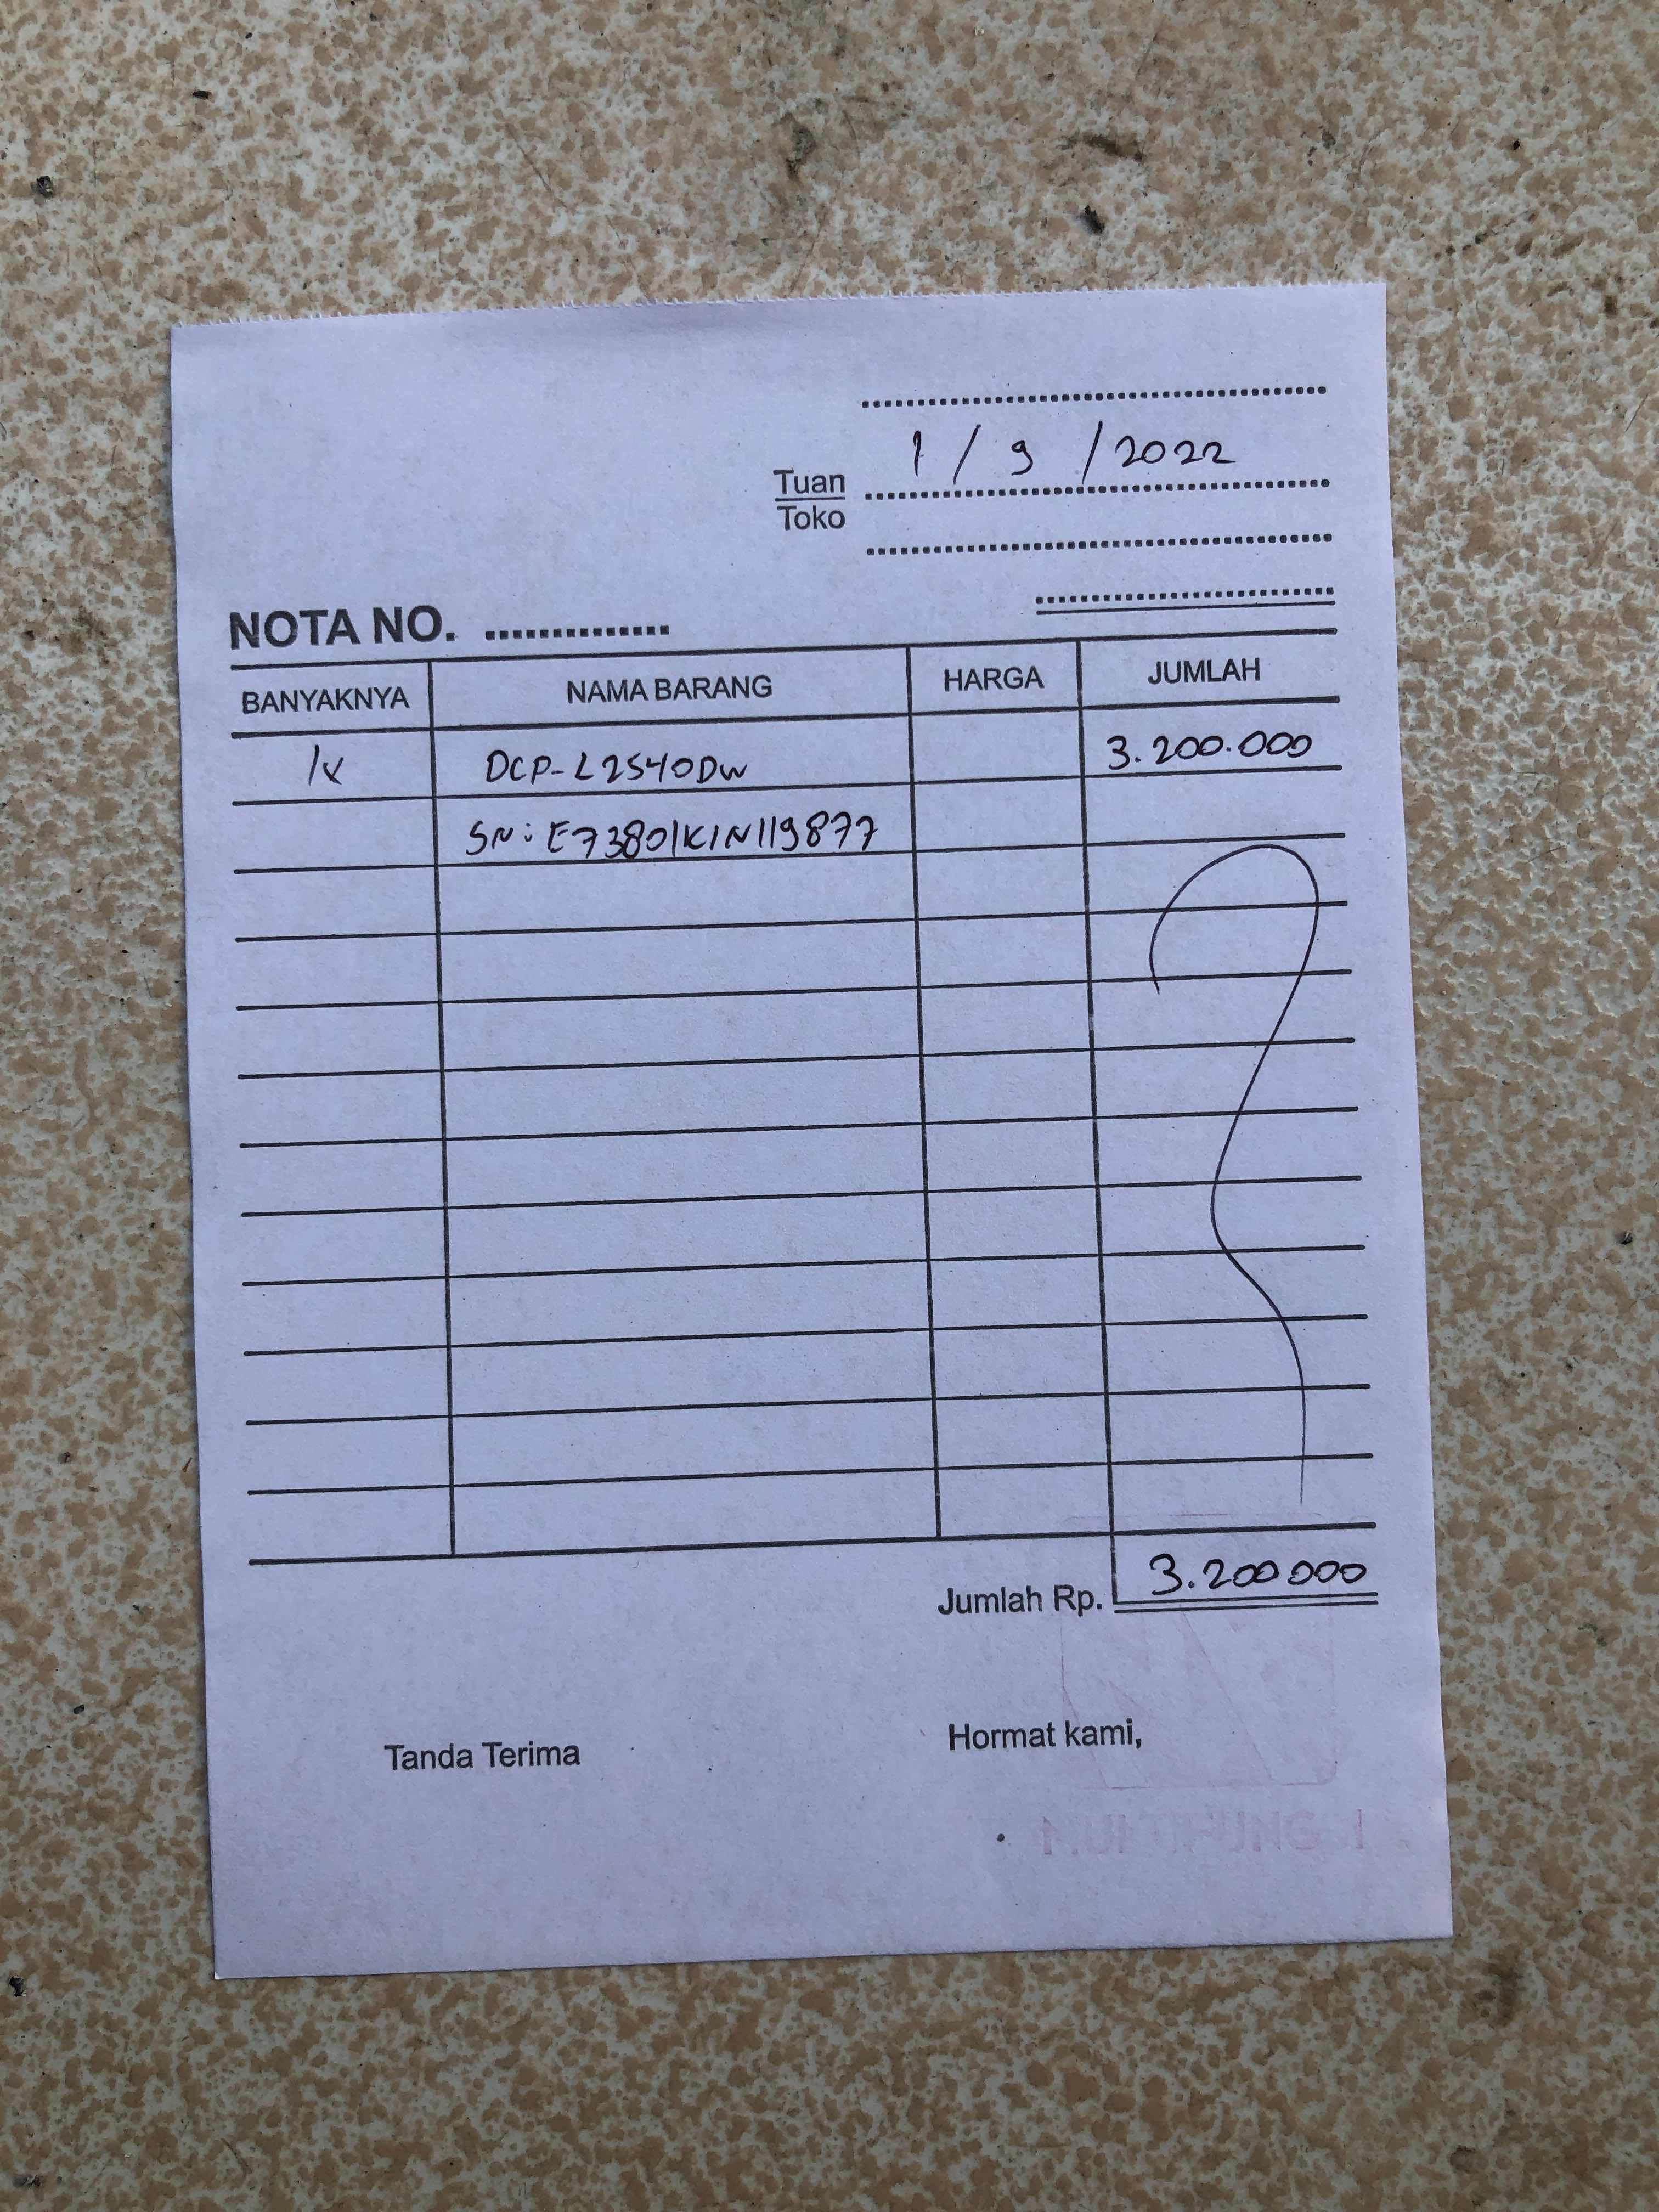 1 / 9 / 2022
Tuan
Toko
NOTA NO. ..............
BANYAKNYA NAMA BARANG HARGA JUMLAH
1x DCP-L2540DW 3.200.000
SN: E73801K1N119877
Jumlah Rp. 3.200000
Tanda Terima Hormat kami,